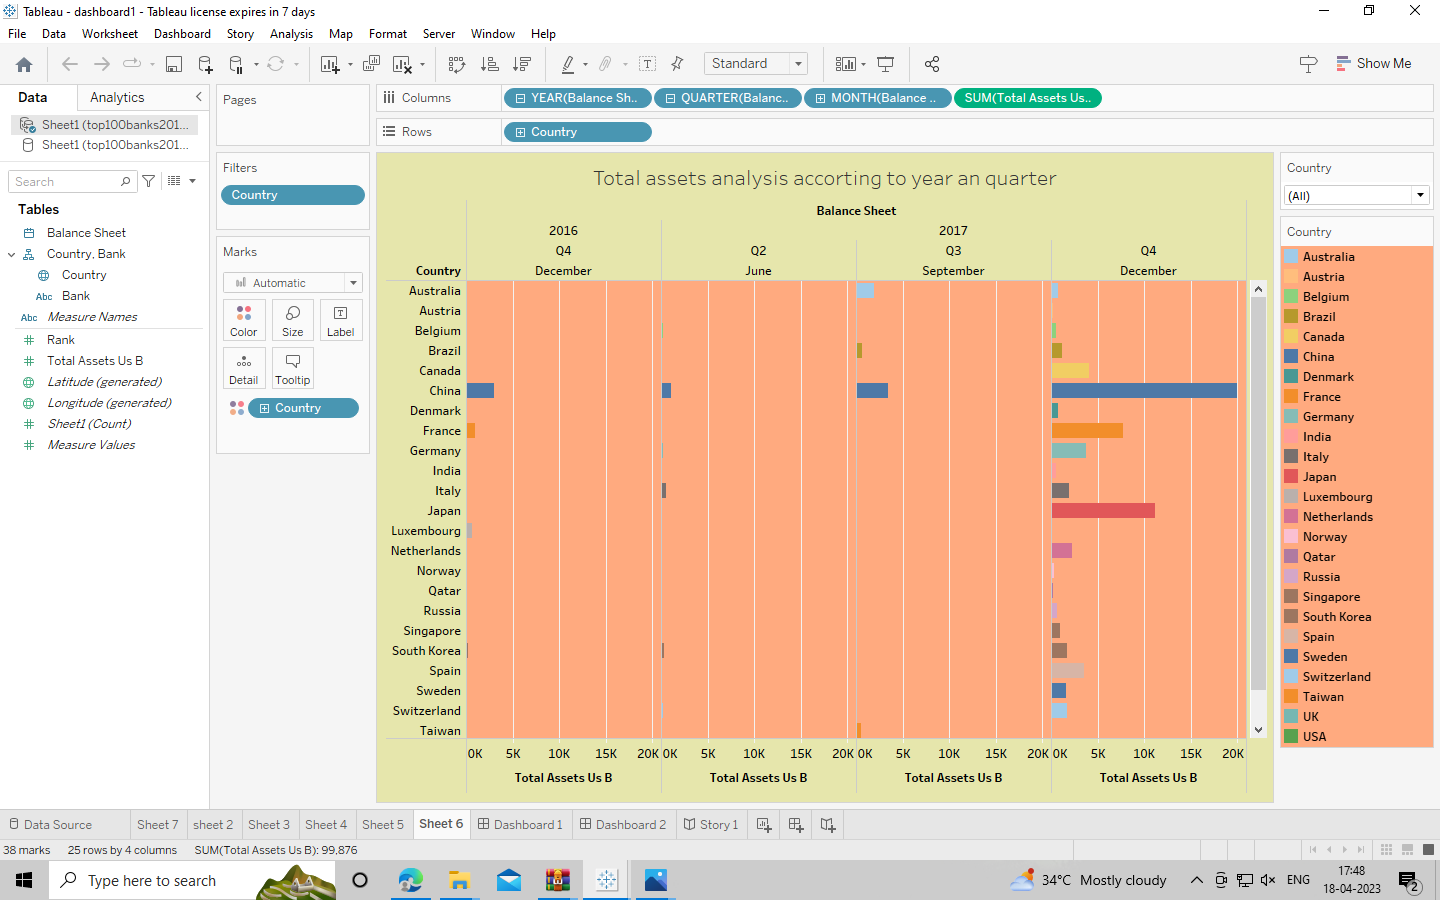 Tableau - dashboard1 - Tableau license expires in 7 days
File Data Worksheet Dashboard Story Analysis Map Format Server Window Help
Standard
Show Me
Data Analytics
Sheet1 (top100banks201...
Sheet1 (top100banks201...
Search
Tables
Balance Sheet
Country, Bank
Country
Abc Bank
Abc Measure Names
Rank
Total Assets Us B
Latitude (generated)
Longitude (generated)
Sheet1 (Count)
Measure Values
Pages
Filters
Country
Marks
Automatic
Color Size Label
Detail Tooltip
Country
Columns YEAR(Balance Sh.. QUARTER(Balanc.. MONTH(Balance .. SUM(Total Assets Us..
Rows Country
Total assets analysis accorting to year an quarter
Balance Sheet
2016 2017
Q4 Q2 Q3 Q4
Country December June September December
Australia
Austria
Belgium
Brazil
Canada
China
Denmark
France
Germany
India
Italy
Japan
Luxembourg
Netherlands
Norway
Qatar
Russia
Singapore
South Korea
Spain
Sweden
Switzerland
Taiwan
0K 5K 10K 15K 20K 0K 5K 10K 15K 20K 0K 5K 10K 15K 20K 0K 5K 10K 15K 20K
Total Assets Us B Total Assets Us B Total Assets Us B Total Assets Us B
Country
(All)
Country
Australia
Austria
Belgium
Brazil
Canada
China
Denmark
France
Germany
India
Italy
Japan
Luxembourg
Netherlands
Norway
Qatar
Russia
Singapore
South Korea
Spain
Sweden
Switzerland
Taiwan
UK
USA
Data Source Sheet 7 sheet 2 Sheet 3 Sheet 4 Sheet 5 Sheet 6 Dashboard 1 Dashboard 2 Story 1
38 marks 25 rows by 4 columns SUM(Total Assets Us B): 99,876
Type here to search
34°C Mostly cloudy
ENG
17:48
18-04-2023
2